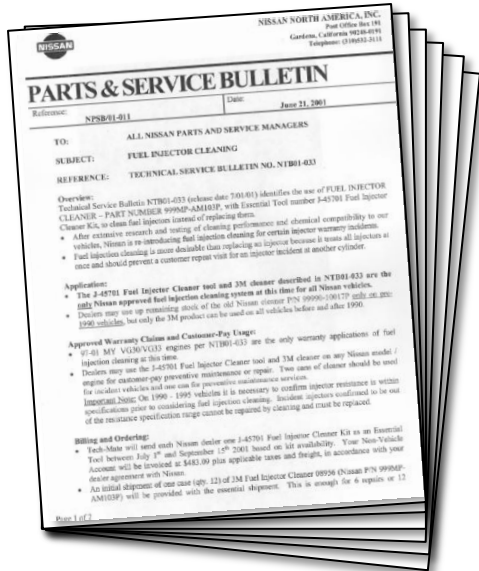 NISSAN
NISSAN NORTH AMERICA, INC.
Post Office Box 191
Gardena, California 90248-0191
Telephone: (310)532-3111
PARTS & SERVICE BULLETIN
Reference: NPSB/01-011 Date: June 21, 2001
TO: ALL NISSAN PARTS AND SERVICE MANAGERS
SUBJECT: FUEL INJECTOR CLEANING
REFERENCE: TECHNICAL SERVICE BULLETIN NO. NTB01-033
Overview:
Technical Service Bulletin NTB01-033 (release date 7/01/01) identifies the use of FUEL INJECTOR
CLEANER – PART NUMBER 999MP-AM103P, with Essential Tool number J-45701 Fuel Injector
Cleaner Kit, to clean fuel injectors instead of replacing them.
• After extensive research and testing of cleaning performance and chemical compatibility to our
vehicles, Nissan is re-introducing fuel injection cleaning for certain injector warranty incidents.
• Fuel injection cleaning is more desirable than replacing an injector because it treats all injectors at
once and should prevent a customer repeat visit for an injector incident at another cylinder.
Application:
• The J-45701 Fuel Injector Cleaner tool and 3M cleaner described in NTB01-033 are the
only Nissan approved fuel injection cleaning system at this time for all Nissan vehicles.
• Dealers may use up remaining stock of the old Nissan cleaner P/N 99996-10017P only on pre-
1990 vehicles, but only the 3M product can be used on all vehicles before and after 1990.
Approved Warranty Claims and Customer-Pay Usage:
• 97-01 MY VG30/VG33 engines per NTB01-033 are the only warranty applications of fuel
injection cleaning at this time.
• Dealers may use the J-45701 Fuel Injector Cleaner tool and 3M cleaner on any Nissan model /
engine for customer-pay preventive maintenance or repair. Two cans of cleaner should be used
for incident vehicles and one can for preventive maintenance services.
Important Note: On 1990 - 1995 vehicles it is necessary to confirm injector resistance is within
specifications prior to considering fuel injection cleaning. Incident injectors confirmed to be out
of the resistance specification range cannot be repaired by cleaning and must be replaced.
Billing and Ordering:
• Tech-Mate will send each Nissan dealer one J-45701 Fuel Injector Cleaner Kit as an Essential
Tool between July 1st and September 15th 2001 based on kit availability. Your Non-Vehicle
Account will be invoiced at $483.09 plus applicable taxes and freight, in accordance with your
dealer agreement with Nissan.
• An initial shipment of one case (qty. 12) of 3M Fuel Injector Cleaner 08956 (Nissan P/N 999MP-
AM103P) will be provided with the essential shipment. This is enough for 6 repairs or 12
Page 1 of 2